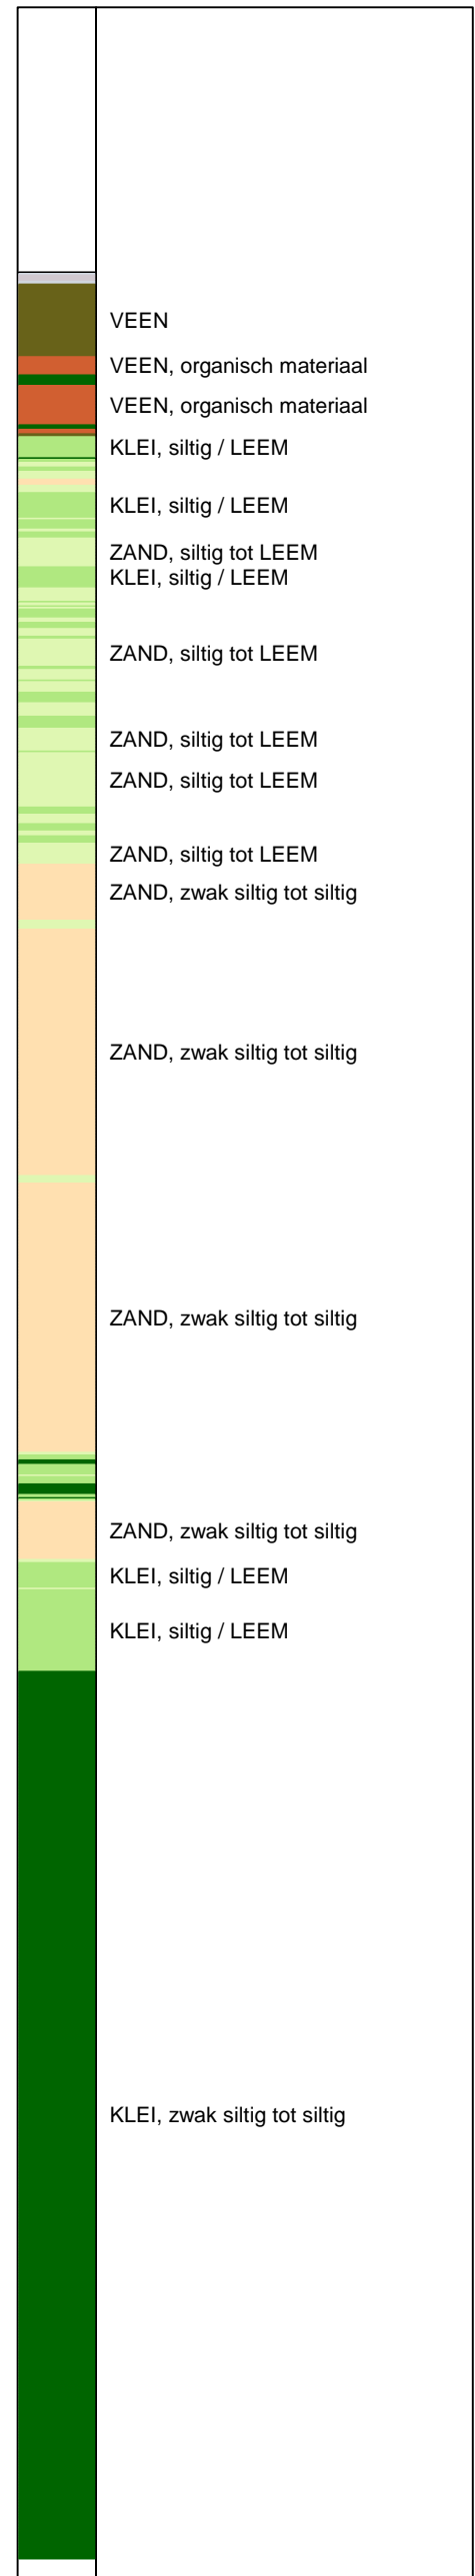 VEEN
VEEN, organisch materiaal
VEEN, organisch materiaal
KLEI, siltig / LEEM
KLEI, siltig / LEEM
ZAND, siltig tot LEEM
KLEI, siltig / LEEM
ZAND, siltig tot LEEM
ZAND, siltig tot LEEM
ZAND, siltig tot LEEM
ZAND, siltig tot LEEM
ZAND, zwak siltig tot siltig
ZAND, zwak siltig tot siltig
ZAND, zwak siltig tot siltig
ZAND, zwak siltig tot siltig
KLEI, siltig / LEEM
KLEI, siltig / LEEM
KLEI, zwak siltig tot siltig